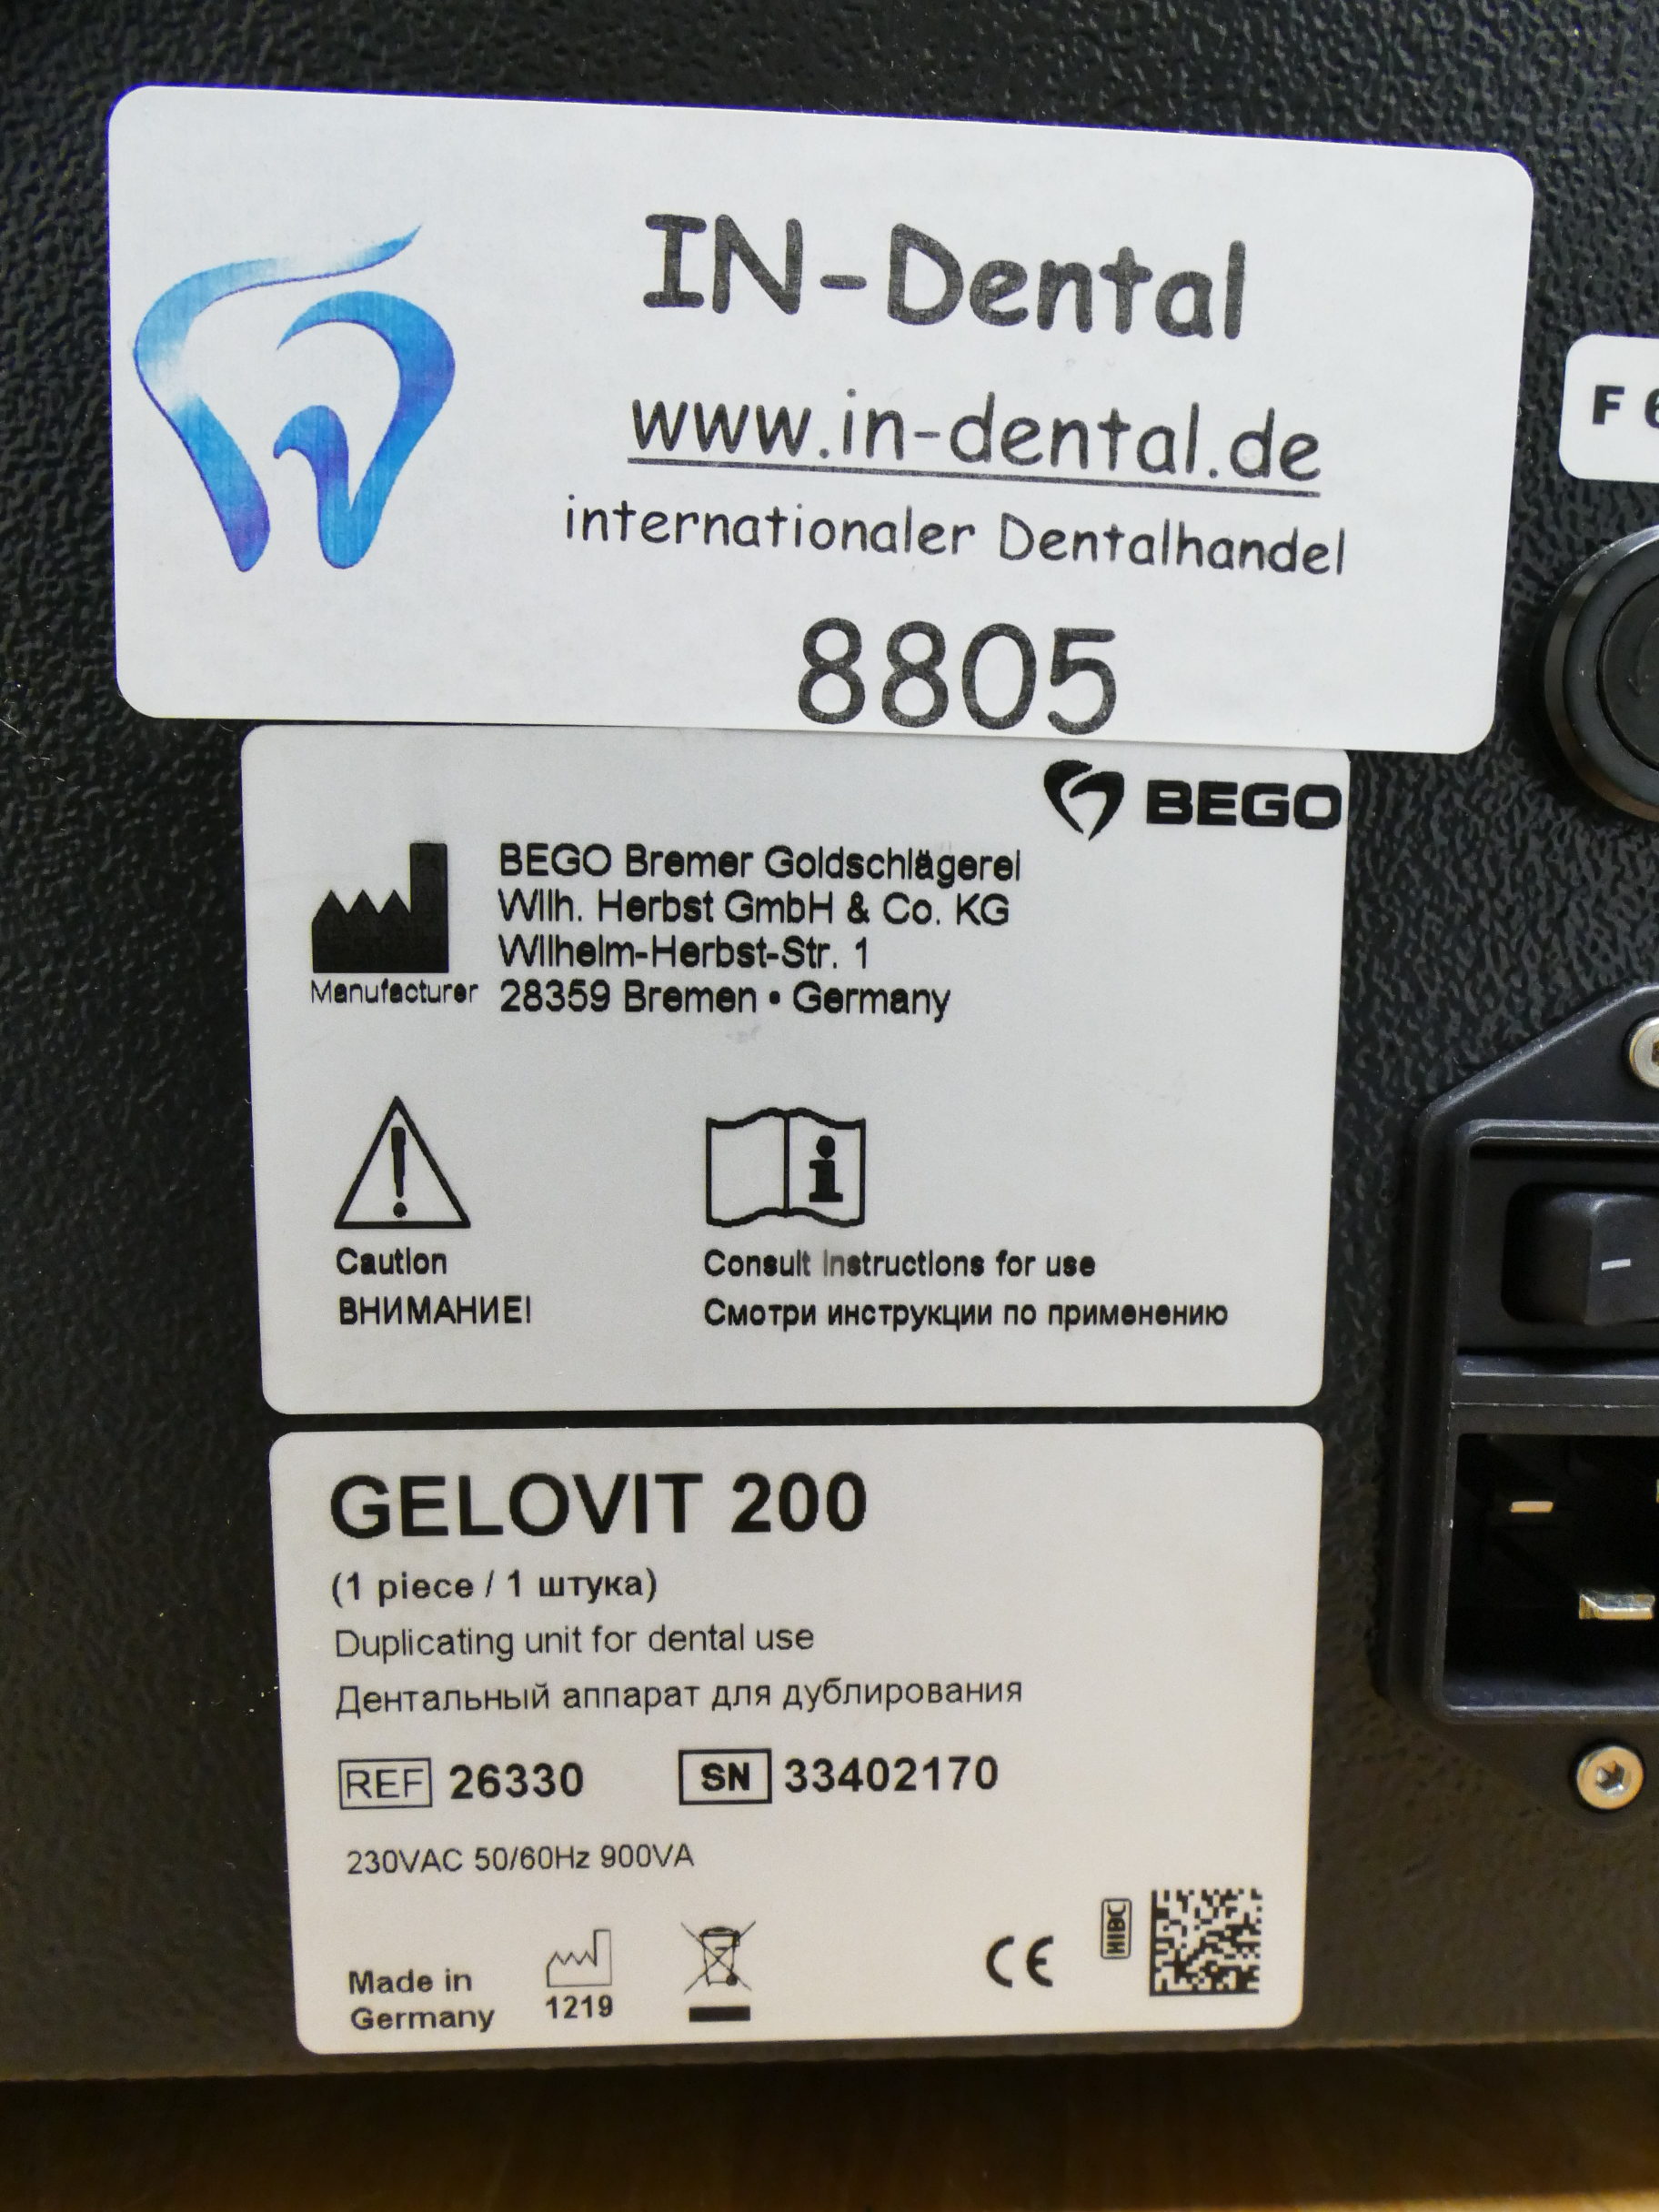 IN-Dental
www.in-dental.de
internationaler Dentalhandel
8805
F 6
BEGO
BEGO Bremer Goldschlägerei
Wilh. Herbst GmbH & Co. KG
Wilhelm-Herbst-Str. 1
28359 Bremen • Germany
Manufacturer
Caution
ВНИМАНИЕ!
Consult instructions for use
Смотри инструкции по применению
GELOVIT 200
(1 piece / 1 штука)
Duplicating unit for dental use
Дентальный аппарат для дублирования
REF 26330 SN 33402170
230VAC 50/60Hz 900VA
Made in
Germany
1219
CE
HIBC